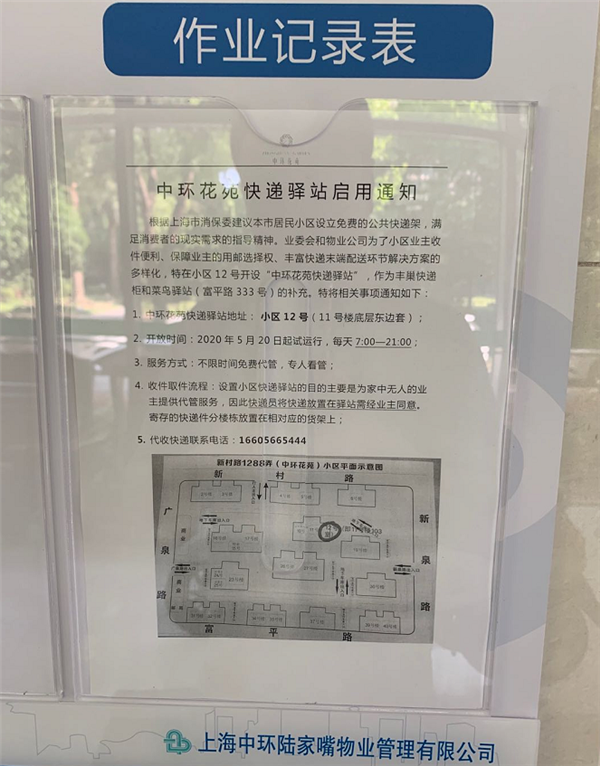 作业记录表
中环花苑快递驿站启用通知
根据上海市消保委建议本市居民小区设立免费的公共快递架，满
足消费者的现实需求的指导精神。业委会和物业公司为了小区业主收
件便利、保障业主的用邮选择权、丰富快递末端配送环节解决方案的
多样化，特在小区 12 号开设“中环花苑快递驿站”，作为丰巢快递
柜和菜鸟驿站（富平路 333 号）的补充。特将相关事项通知如下：
1. 中环花苑快递驿站地址： 小区 12 号（11 号楼底层东边套）；
2. 开放时间：2020 年 5 月 20 日起试运行，每天 7:00—21:00；
3. 服务方式：不限时间免费代管，专人看管；
4. 收件取件流程：设置小区快递驿站的目的主要是为家中无人的业
主提供代管服务，因此快递员将快递放置在驿站需经业主同意。
寄存的快递件分楼栋放置在相对应的货架上；
5. 代收快递联系电话：16605665444
新村路1288弄（中环花苑）小区平面示意图
新 村 路
广泉路
新泉路
富 平 路
上海中环陆家嘴物业管理有限公司